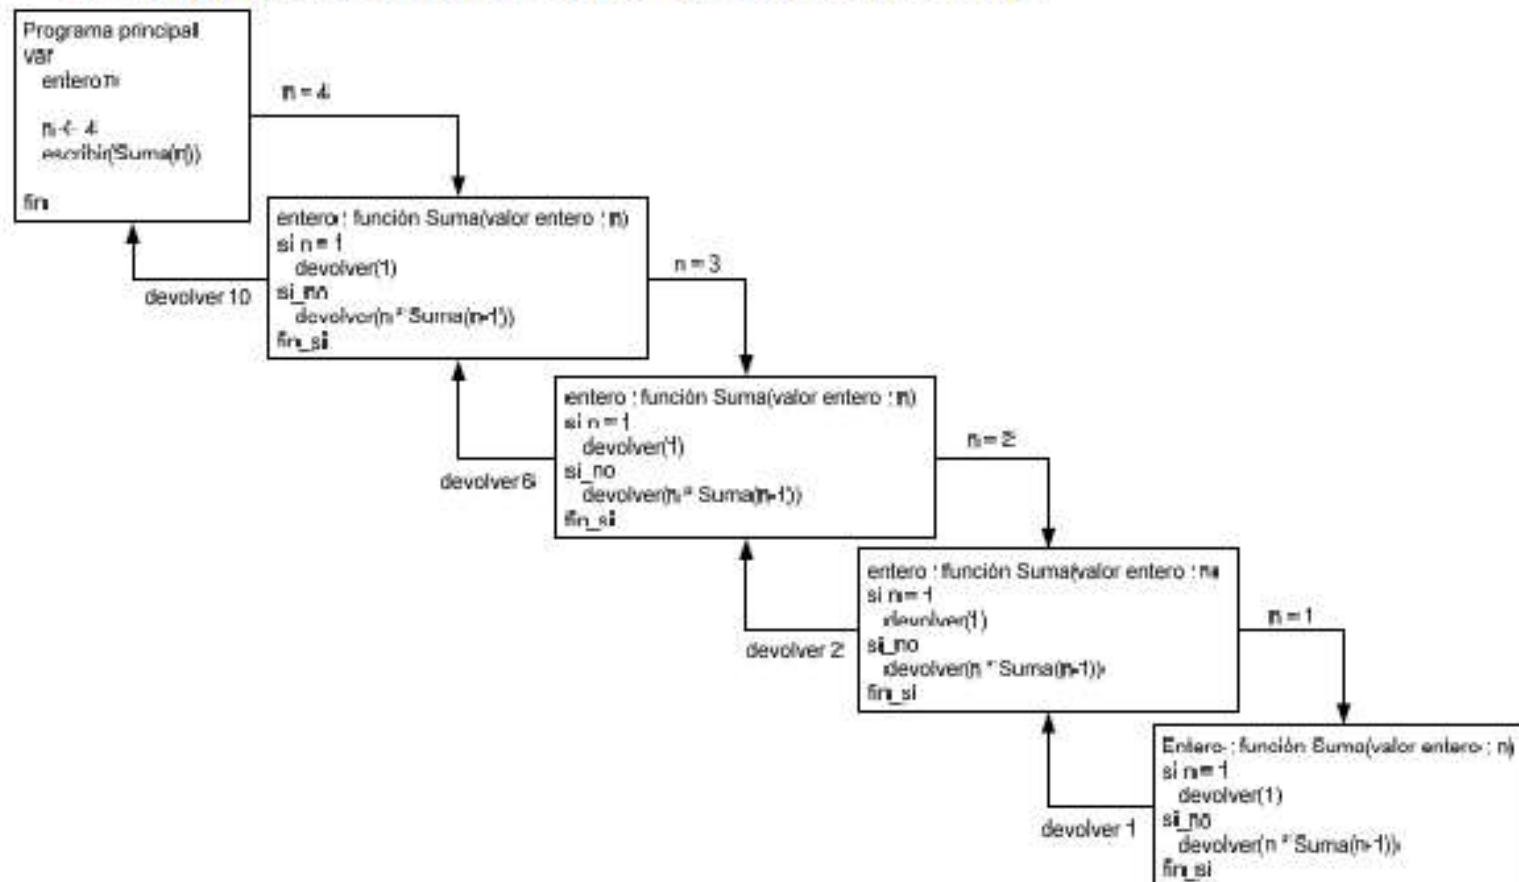 Programa principal
var
entero n
n ← 4
escribir(Suma(n))
fin
n = 4
devolver 10
entero : función Suma(valor entero : n)
si n = 1
devolver(1)
si_no
devolver(n * Suma(n-1))
fin_si
n = 3
devolver 6
entero : función Suma(valor entero : n)
si n = 1
devolver(1)
si_no
devolver(n * Suma(n-1))
fin_si
n = 2
devolver 2
entero : función Suma(valor entero : n)
si n = 1
devolver(1)
si_no
devolver(n * Suma(n-1))
fin_si
n = 1
devolver 1
Entero : función Suma(valor entero : n)
si n = 1
devolver(1)
si_no
devolver(n * Suma(n-1))
fin_si